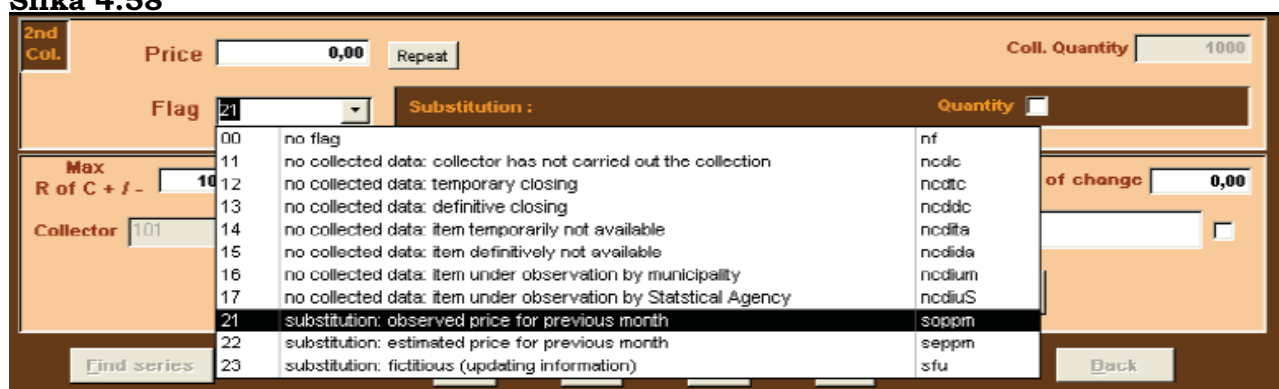 Slika 4.58
2nd Col. Price 0,00 Repeat Coll. Quantity 1000
Flag 21 Substitution : Quantity
00 no flag nf
11 no collected data: collector has not carried out the collection ncdc
12 no collected data: temporary closing ncdtc
13 no collected data: definitive closing ncddc
14 no collected data: item temporarily not available ncdita
15 no collected data: item definitively not available ncdida
16 no collected data: item under observation by municipality ncdium
17 no collected data: item under observation by Statstical Agency ncdiuS
21 substitution: observed price for previous month soppm
22 substitution: estimated price for previous month seppm
23 substitution: fictitious (updating information) sfu
Max
R of C + / - 10 of change 0,00
Collector 101
Find series Back